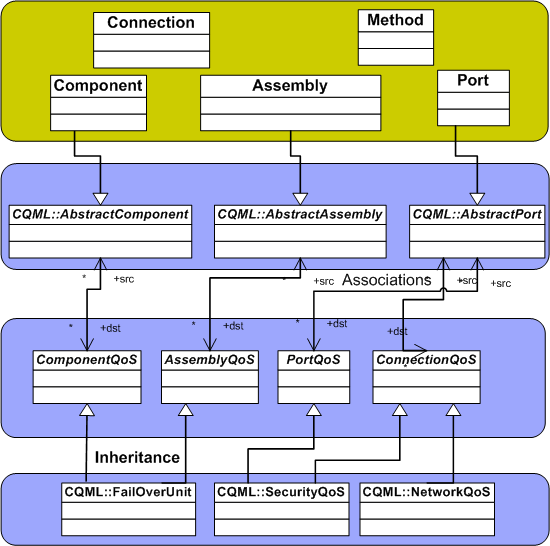 Connection
Method
Component
Assembly
Port
CQML::AbstractComponent
CQML::AbstractAssembly
CQML::AbstractPort
* +src
* +src
Associations
* +src
* +src
* +dst
* +dst
* +dst
+dst
ComponentQoS
AssemblyQoS
PortQoS
ConnectionQoS
Inheritance
CQML::FailOverUnit
CQML::SecurityQoS
CQML::NetworkQoS